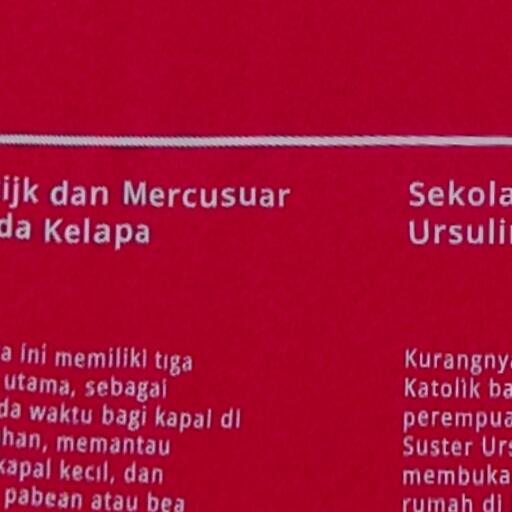 ijk dan Mercusuar
da Kelapa
a ini memiliki tiga
utama, sebagai
da waktu bagi kapal di
han, memantau
kapal kecil, dan
pabean atau bea
Sekola
Ursulin
Kurangnya
Katolik ba
perempua
Suster Urs
membuka
rumah di